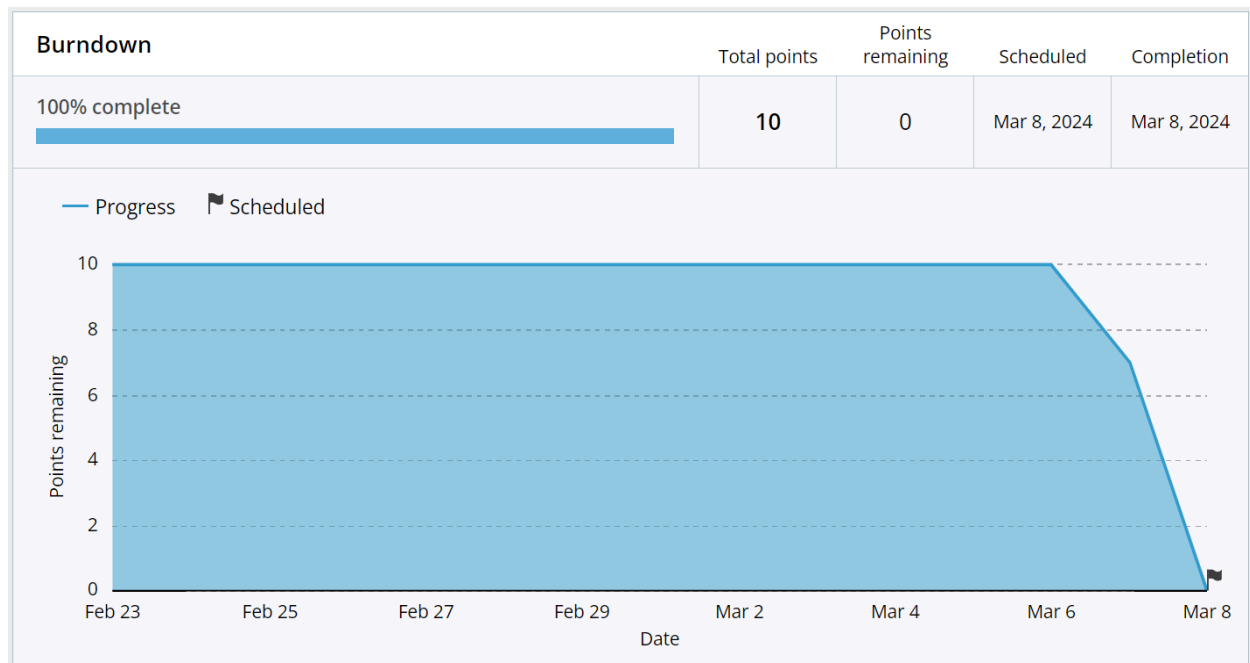 Burndown
Total points
Points
remaining
Scheduled
Completion
100% complete
10
0
Mar 8, 2024
Mar 8, 2024
Progress
Scheduled
10
8
6
4
2
0
Points remaining
Feb 23 Feb 25 Feb 27 Feb 29 Mar 2 Mar 4 Mar 6 Mar 8
Date